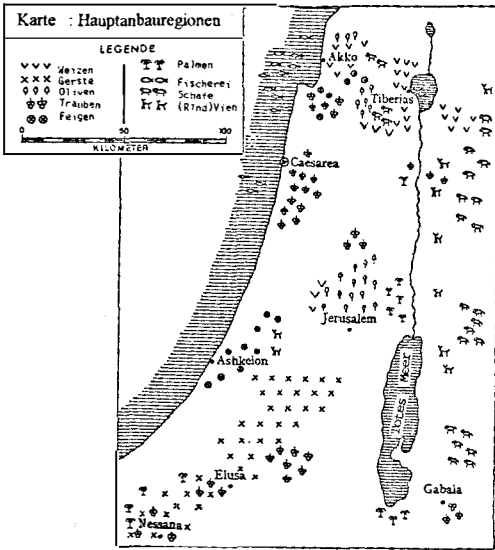 Karte : Hauptanbauregionen
LEGENDE
Weizen
Gerste
Oliven
Trauben
Feigen
Palmen
Fischerei
Schafe
(Rind)Vieh
0 50 100
KILOMETER
Akko
Tiberias
Caesarea
Jerusalem
Ashkelon
Totes Meer
Elusa
Gabala
Nessana